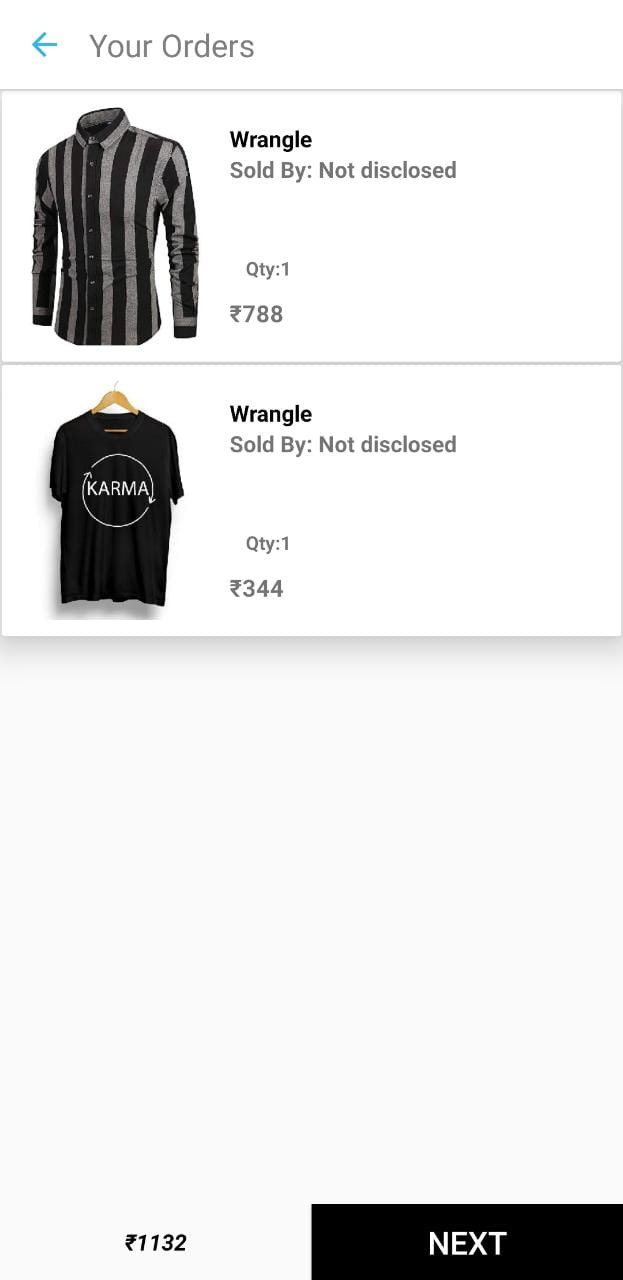 Your Orders
Wrangle
Sold By: Not disclosed
Qty:1
₹788
KARMA
Wrangle
Sold By: Not disclosed
Qty:1
₹344
₹1132
NEXT